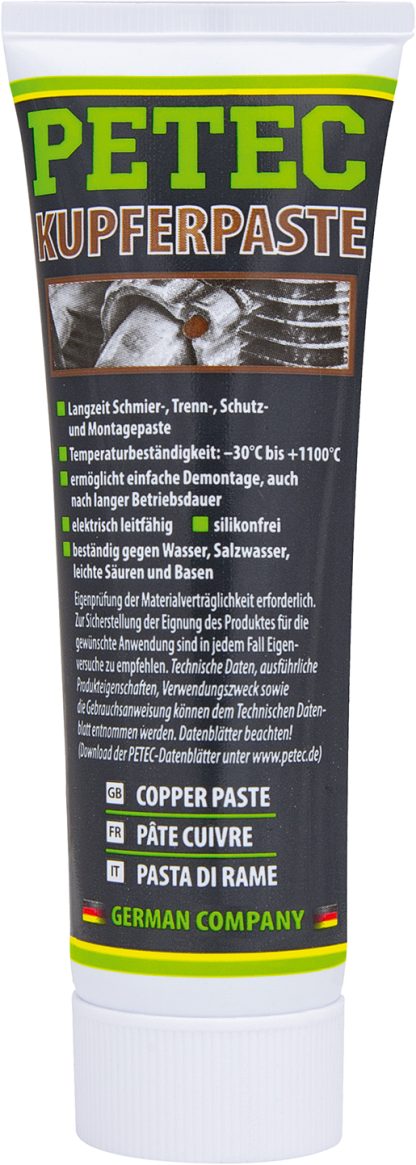 PETEC
KUPFERPASTE
Langzeit Schmier-, Trenn-, Schutz-
und Montagepaste
Temperaturbeständigkeit: –30°C bis +1100°C
ermöglicht einfache Demontage, auch
nach langer Betriebsdauer
elektrisch leitfähig silikonfrei
beständig gegen Wasser, Salzwasser,
leichte Säuren und Basen
Eigenprüfung der Materialverträglichkeit erforderlich.
Zur Sicherstellung der Eignung des Produktes für die
gewünschte Anwendung sind in jedem Fall Eigen-
versuche zu empfehlen. Technische Daten, ausführliche
Produkteigenschaften, Verwendungszweck sowie
die Gebrauchsanweisung können dem Technischen Daten-
blatt entnommen werden. Datenblätter beachten!
(Download der PETEC-Datenblätter unter www.petec.de)
GB COPPER PASTE
FR PÂTE CUIVRE
IT PASTA DI RAME
GERMAN COMPANY